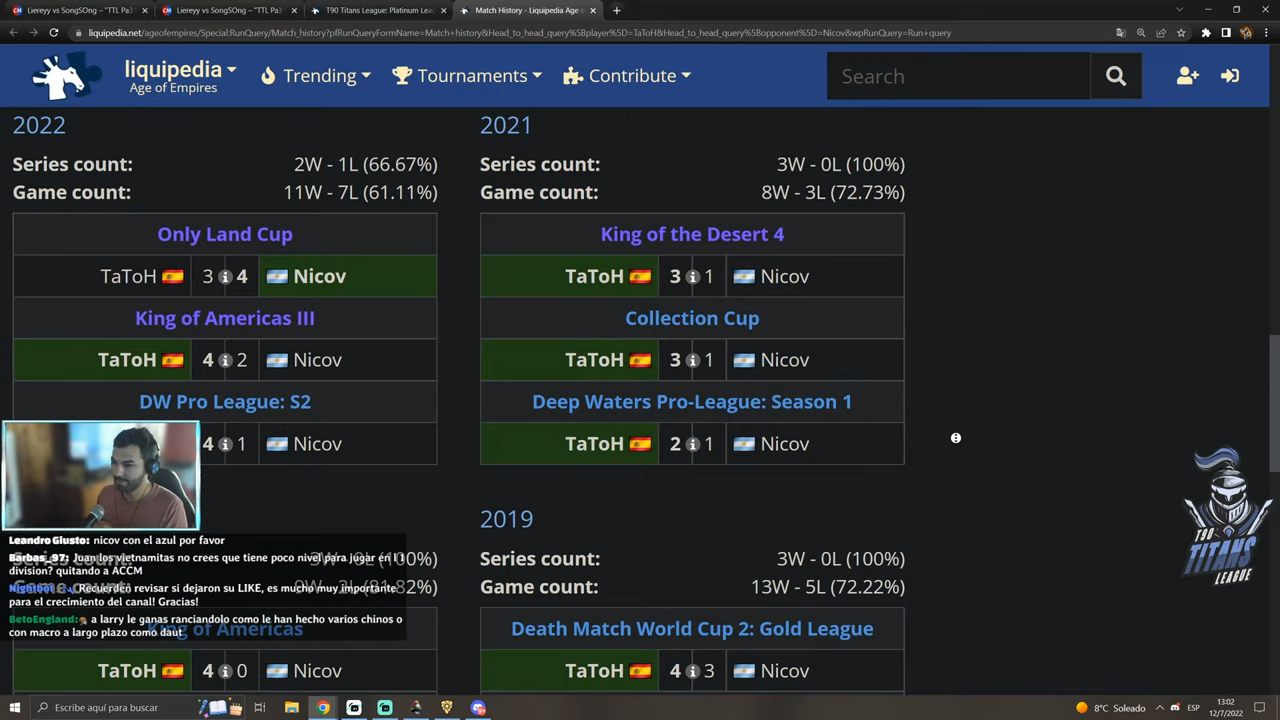 Liereyy vs SongSOng – "TTL Pa3
Liereyy vs SongSOng – "TTL Pa3
T90 Titans League: Platinum Lea
Match History - Liquipedia Age o
liquipedia.net/ageofempires/Special:RunQuery/Match_history?pfRunQueryFormName=Match+history&Head_to_head_query%5Bplayer%5D=TaToH&Head_to_head_query%5Bopponent%5D=Nicov&wpRunQuery=Run+query
liquipedia
Age of Empires
Trending
Tournaments
Contribute
Search
2022
Series count: 2W - 1L (66.67%)
Game count: 11W - 7L (61.11%)
Only Land Cup
TaToH 3 4 Nicov
King of Americas III
TaToH 4 2 Nicov
DW Pro League: S2
4 1 Nicov
2021
Series count: 3W - 0L (100%)
Game count: 8W - 3L (72.73%)
King of the Desert 4
TaToH 3 1 Nicov
Collection Cup
TaToH 3 1 Nicov
Deep Waters Pro-League: Season 1
TaToH 2 1 Nicov
Leandro Giusto: nicov con el azul por favor
Barbas_97: Juan los vietnamitas no crees que tiene poco nivel para jugar en l
division? quitando a ACCM
Nightbot: Recuerden revisar si dejaron su LIKE, es mucho muy importante
para el crecimiento del canal! Gracias!
BetoEngland: a larry le ganas ranciandolo como le han hecho varios chinos o
con macro a largo plazo como daut
King of Americas
TaToH 4 0 Nicov
2019
Series count: 3W - 0L (100%)
Game count: 13W - 5L (72.22%)
Death Match World Cup 2: Gold League
TaToH 4 3 Nicov
T90
TITANS
LEAGUE
Escribe aquí para buscar
8°C Soleado
ESP
13:02
12/7/2022